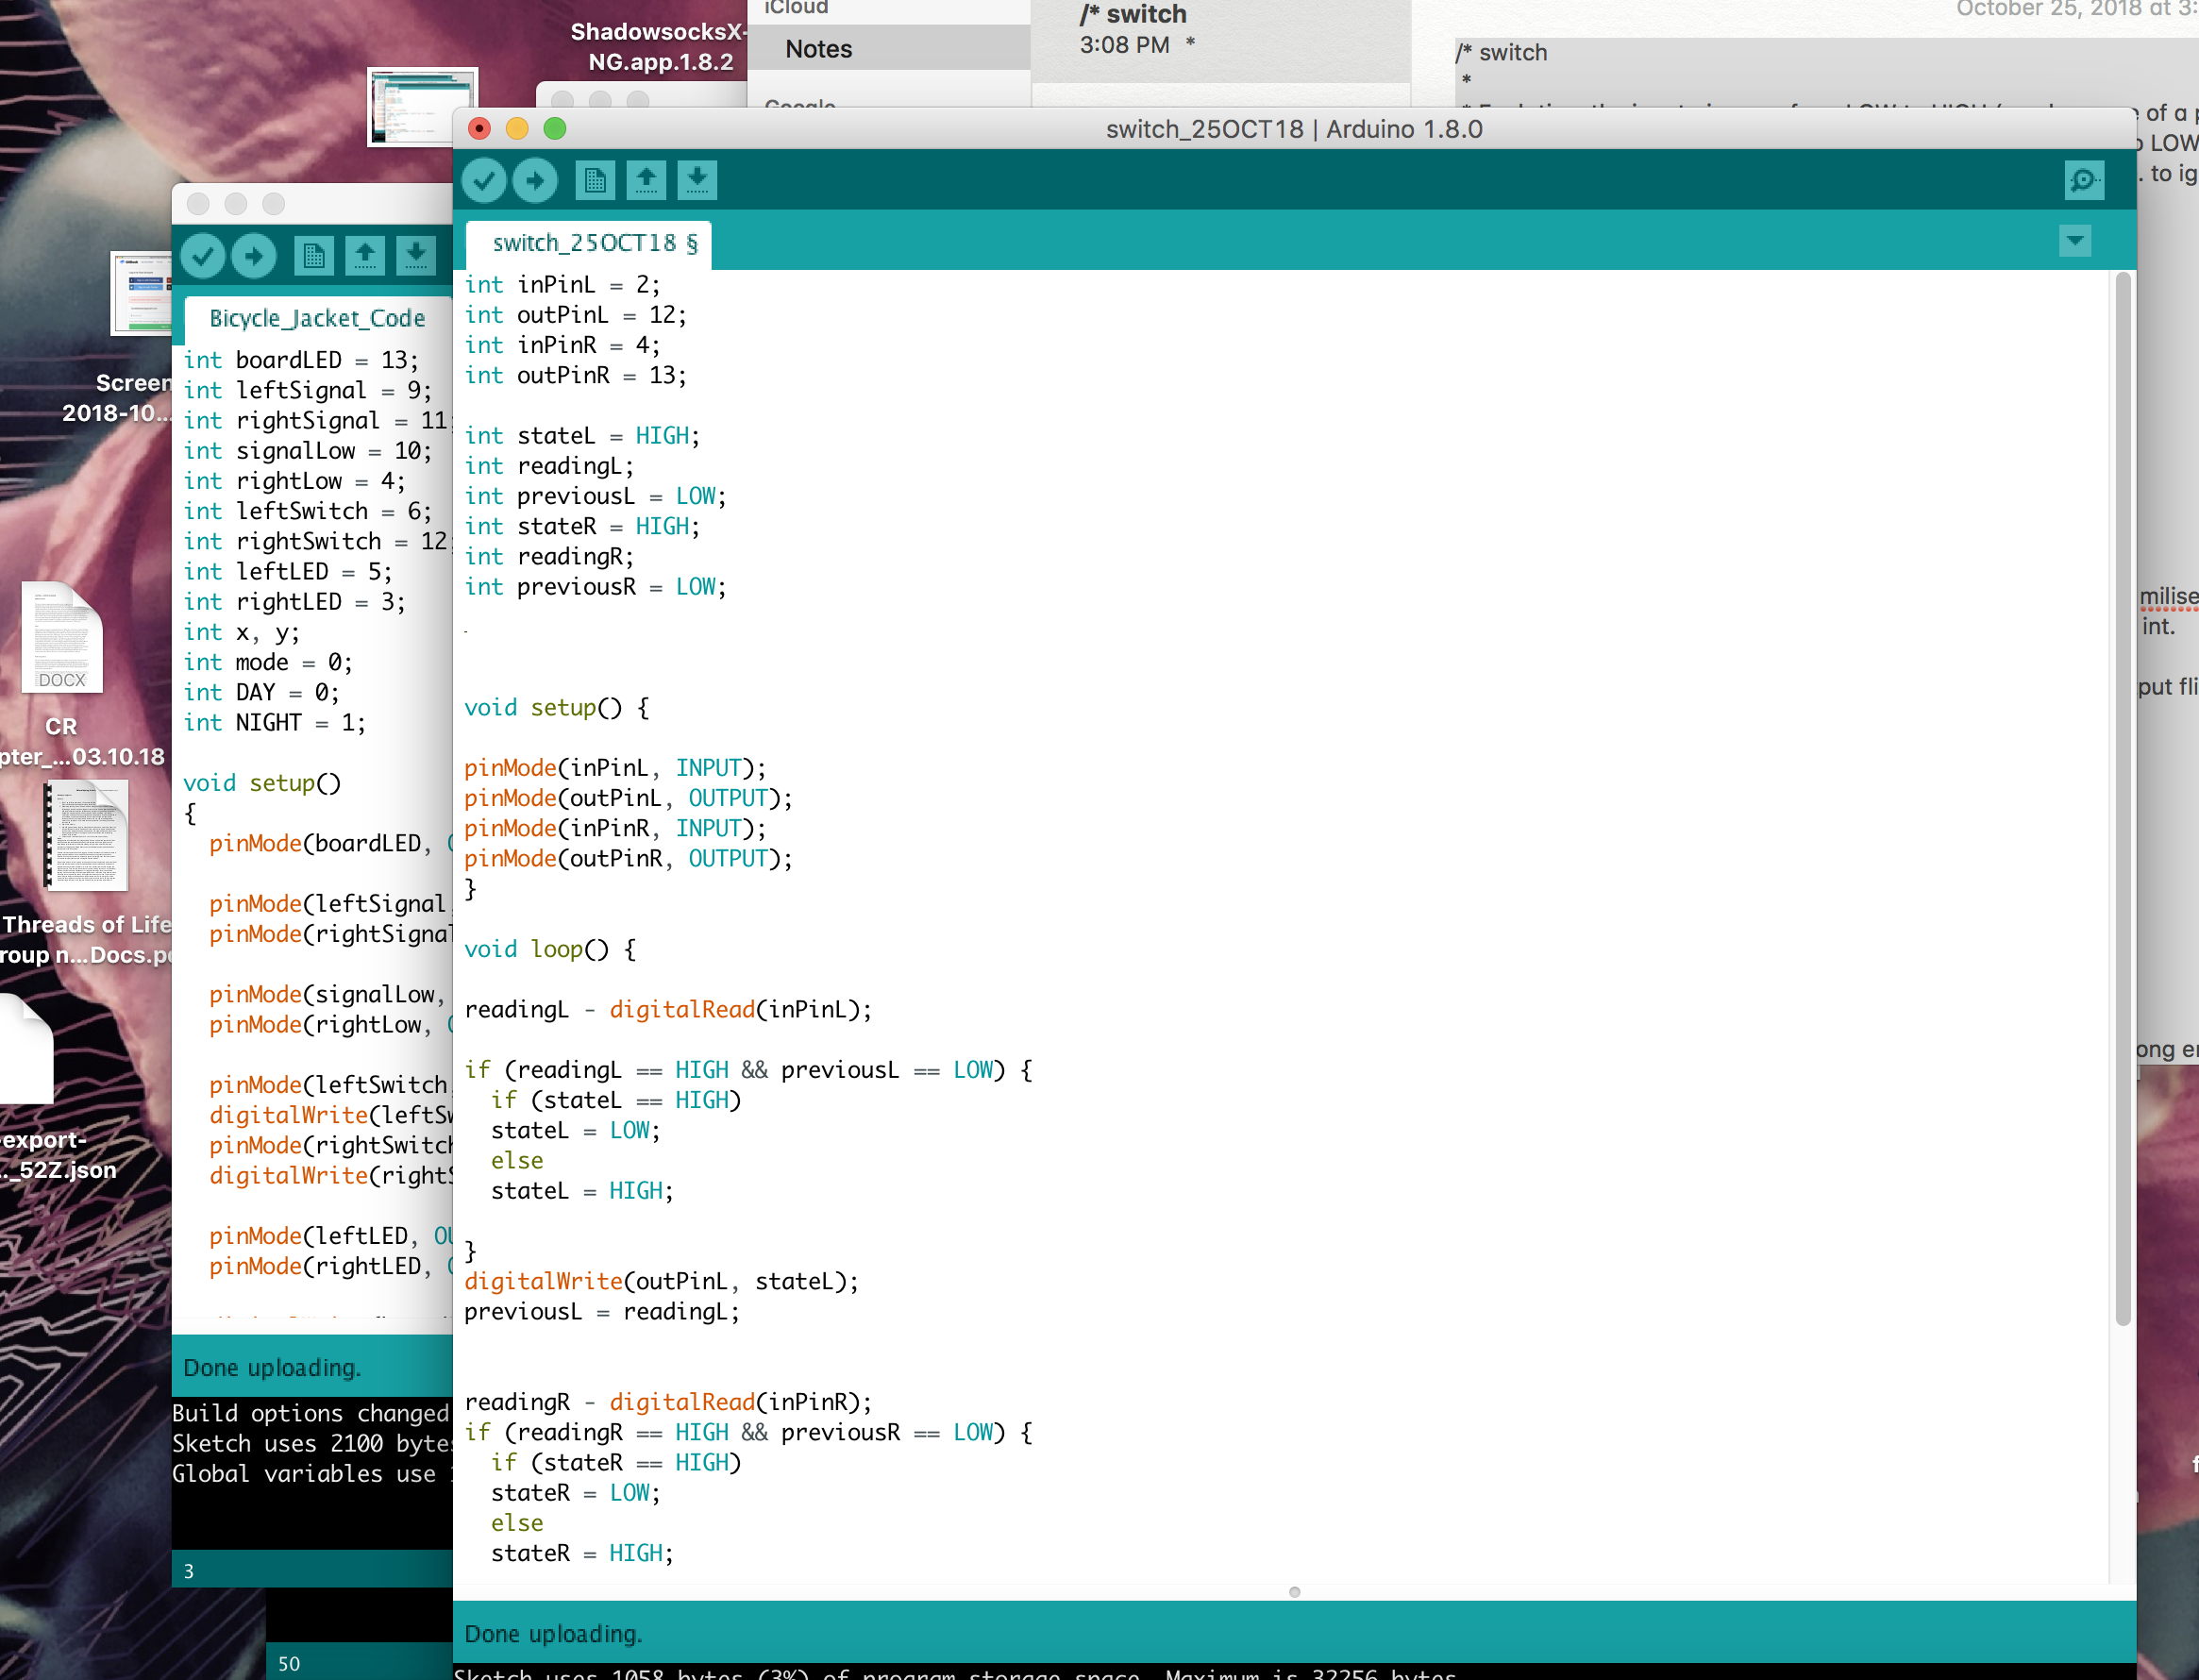 ShadowsocksX-
NG.app.1.8.2
iCloud
Notes
Google
/* switch
3:08 PM *
October 25, 2018 at 3:
/* switch
*
of a p
LOW
. to ig
milise
int.
put fli
ong en
Screen
2018-10...
DOCX
CR
pter_...03.10.18
Threads of Life
roup n...Docs.pc
export-
.._52Z.json
Bicycle_Jacket_Code
int boardLED = 13;
int leftSignal = 9;
int rightSignal = 11;
int signalLow = 10;
int rightLow = 4;
int leftSwitch = 6;
int rightSwitch = 12;
int leftLED = 5;
int rightLED = 3;
int x, y;
int mode = 0;
int DAY = 0;
int NIGHT = 1;
void setup()
{
pinMode(boardLED,
pinMode(leftSignal,
pinMode(rightSignal
pinMode(signalLow,
pinMode(rightLow,
pinMode(leftSwitch,
digitalWrite(leftSw
pinMode(rightSwitch
digitalWrite(rightS
pinMode(leftLED, OU
pinMode(rightLED,
Done uploading.
Build options changed
Sketch uses 2100 bytes
Global variables use
3
50
switch_25OCT18 | Arduino 1.8.0
switch_25OCT18 §
int inPinL = 2;
int outPinL = 12;
int inPinR = 4;
int outPinR = 13;
int stateL = HIGH;
int readingL;
int previousL = LOW;
int stateR = HIGH;
int readingR;
int previousR = LOW;
void setup() {
pinMode(inPinL, INPUT);
pinMode(outPinL, OUTPUT);
pinMode(inPinR, INPUT);
pinMode(outPinR, OUTPUT);
}
void loop() {
readingL - digitalRead(inPinL);
if (readingL == HIGH && previousL == LOW) {
if (stateL == HIGH)
stateL = LOW;
else
stateL = HIGH;
}
digitalWrite(outPinL, stateL);
previousL = readingL;
readingR - digitalRead(inPinR);
if (readingR == HIGH && previousR == LOW) {
if (stateR == HIGH)
stateR = LOW;
else
stateR = HIGH;
Done uploading.
Sketch uses 1058 bytes (3%) of program storage space. Maximum is 32256 bytes.